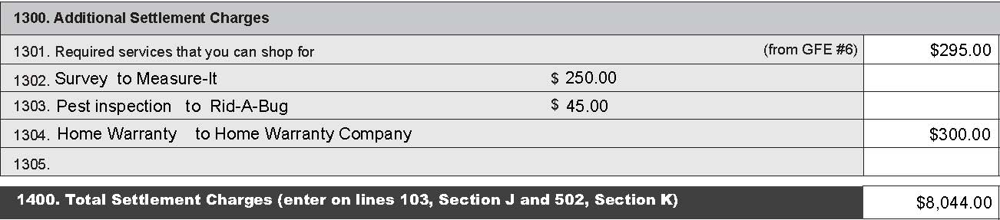 1300. Additional Settlement Charges
1301. Required services that you can shop for (from GFE #6) $295.00
1302. Survey to Measure-It $ 250.00
1303. Pest inspection to Rid-A-Bug $ 45.00
1304. Home Warranty to Home Warranty Company $300.00
1305.
1400. Total Settlement Charges (enter on lines 103, Section J and 502, Section K) $8,044.00